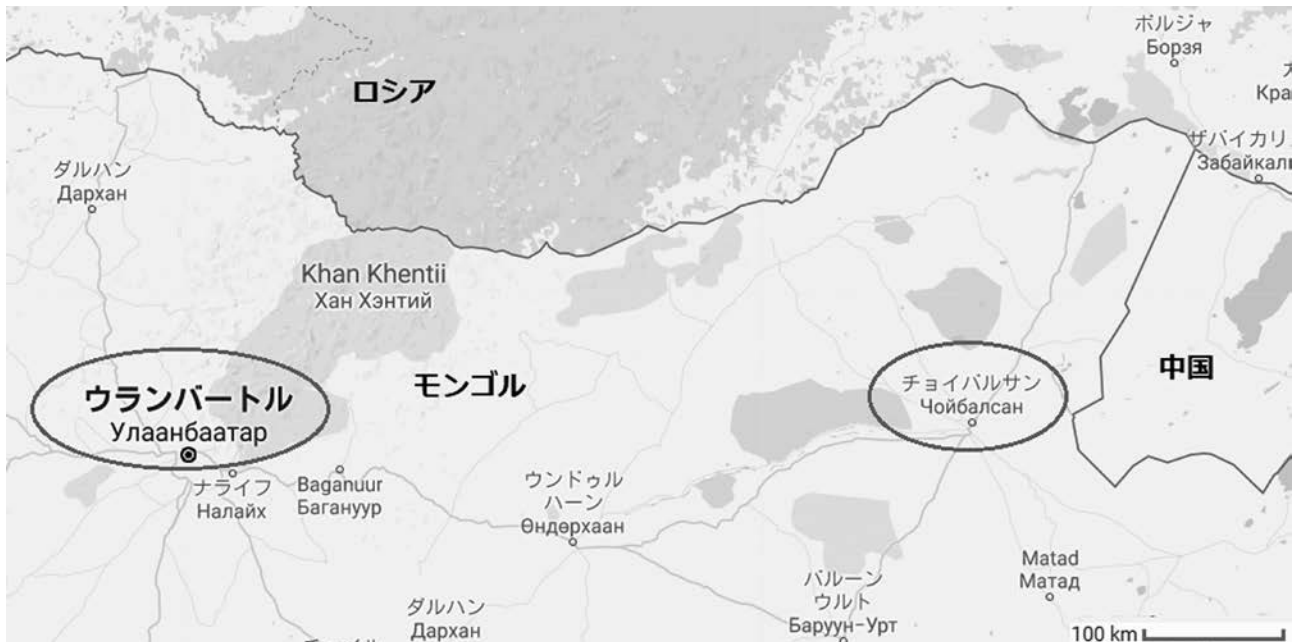 ボルジャ
Борзя
ロシア
Кра
ザバイカリ
Забайкаль
ダルハン
Дархан
Khan Khentii
Хан Хэнтий
ウランバートル
Улаанбаатар
モンゴル
チョイバルサン
Чойбалсан
中国
ナライフ
Налайх
Baganuur
Багануур
ウンドゥル
ハーン
Өндөрхаан
Matad
Матад
バルーン
ウルト
Баруун-Урт
ダルハン
Дархан
100 km